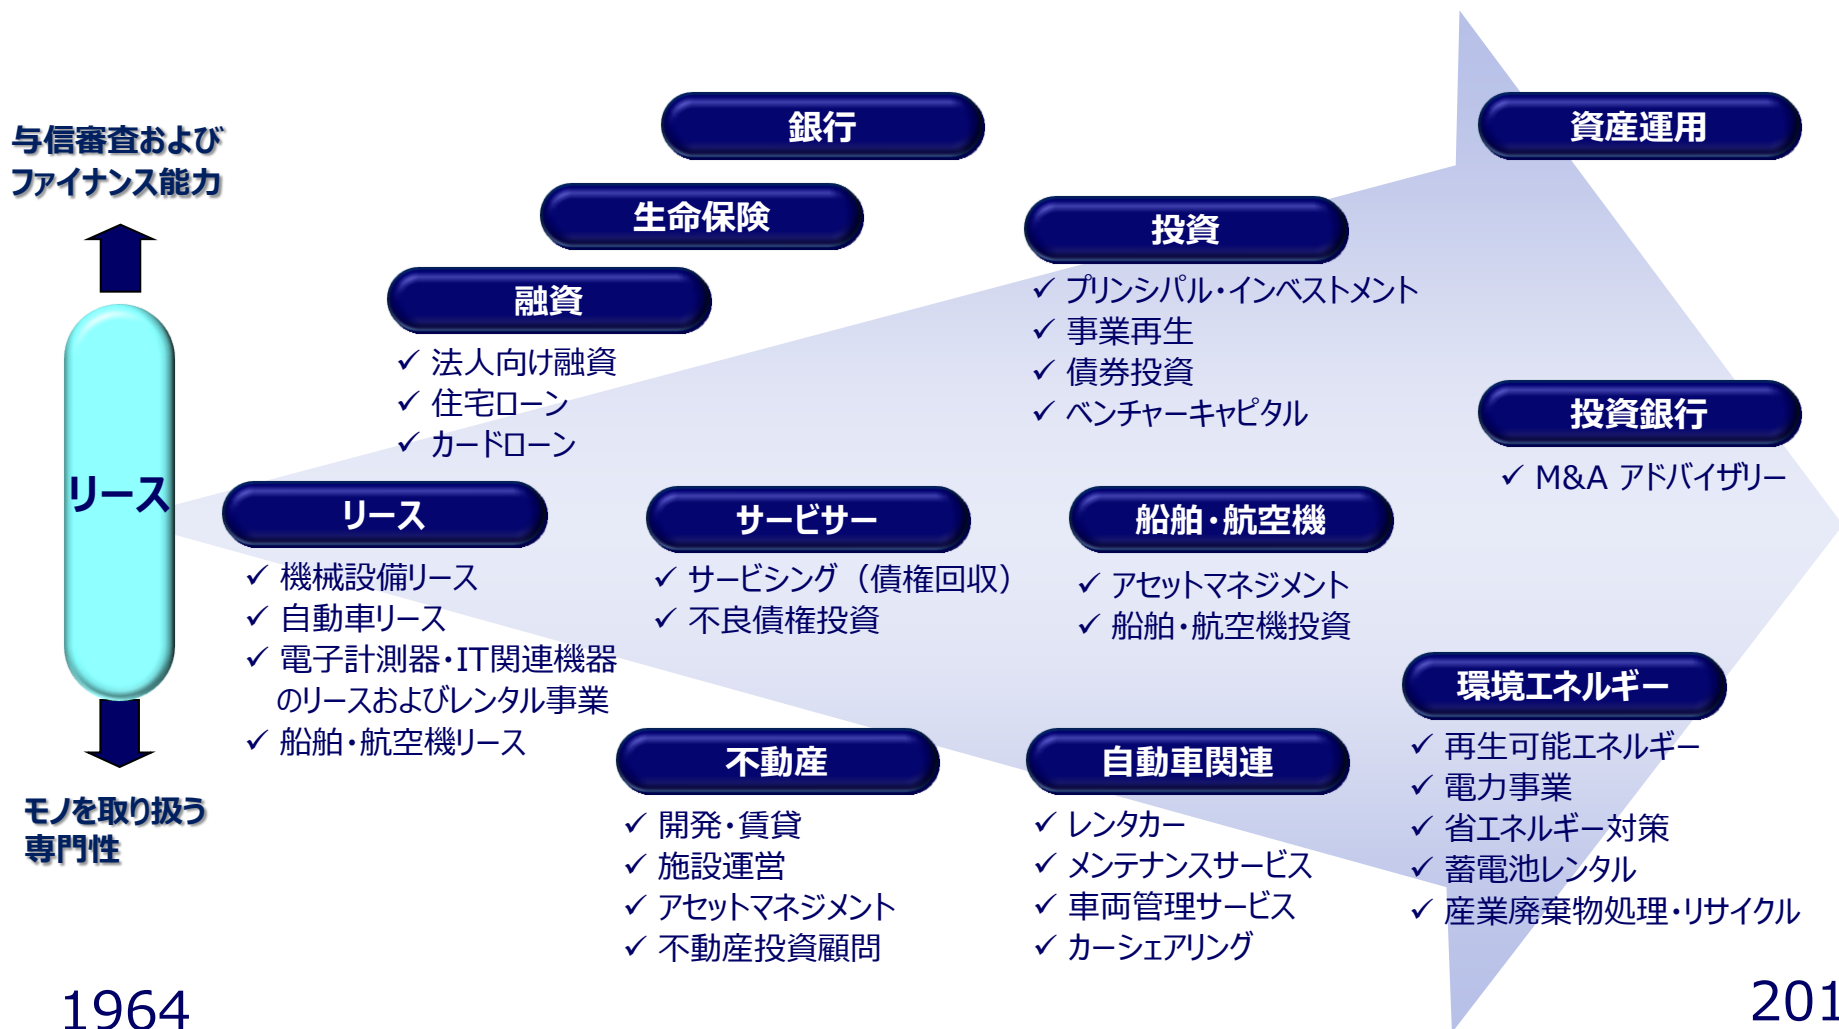 与信審査および
ファイナンス能力
リース
モノを取り扱う
専門性
銀行
生命保険
融資
✓ 法人向け融資
✓ 住宅ローン
✓ カードローン
リース
✓ 機械設備リース
✓ 自動車リース
✓ 電子計測器・IT関連機器
のリースおよびレンタル事業
✓ 船舶・航空機リース
サービサー
✓ サービシング（債権回収）
✓ 不良債権投資
不動産
✓ 開発・賃貸
✓ 施設運営
✓ アセットマネジメント
✓ 不動産投資顧問
投資
✓ プリンシパル・インベストメント
✓ 事業再生
✓ 債券投資
✓ ベンチャーキャピタル
船舶・航空機
✓ アセットマネジメント
✓ 船舶・航空機投資
自動車関連
✓ レンタカー
✓ メンテナンスサービス
✓ 車両管理サービス
✓ カーシェアリング
資産運用
投資銀行
✓ M&A アドバイザリー
環境エネルギー
✓ 再生可能エネルギー
✓ 電力事業
✓ 省エネルギー対策
✓ 蓄電池レンタル
✓ 産業廃棄物処理・リサイクル
1964
201